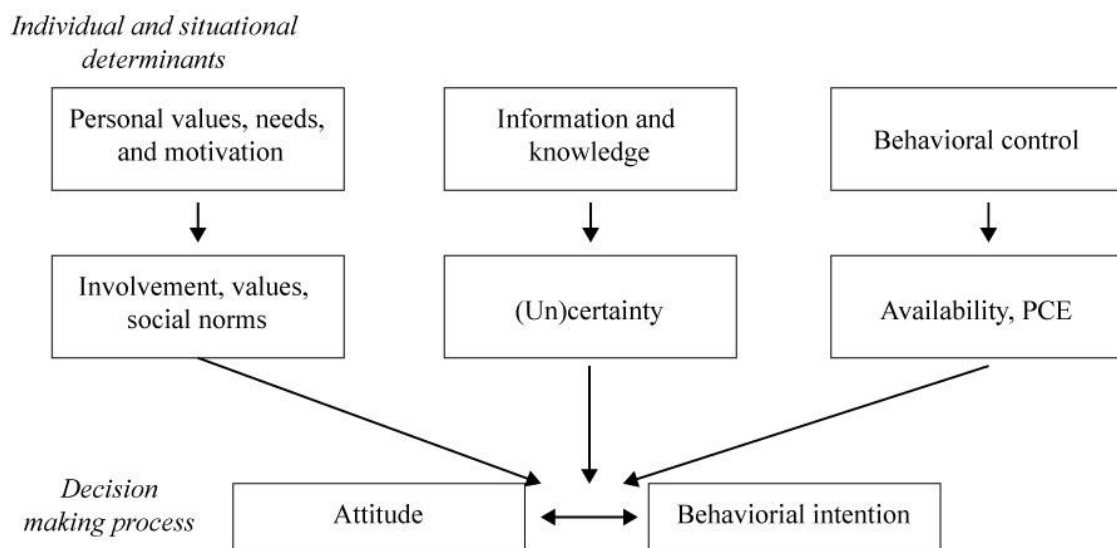 Individual and situational
determinants
Personal values, needs,
and motivation
Information and
knowledge
Behavioral control
Involvement, values,
social norms
(Un)certainty
Availability, PCE
Decision
making process
Attitude
Behaviorial intention